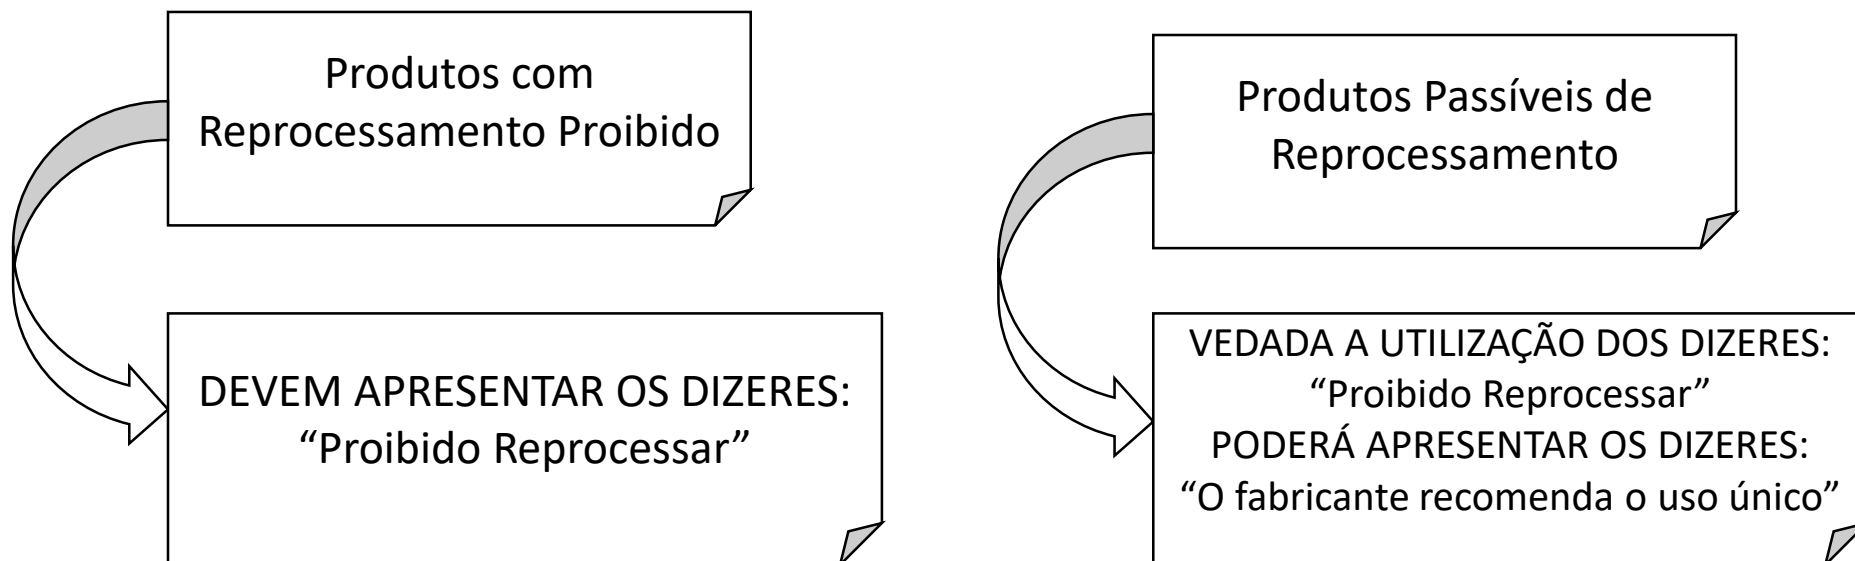 Produtos com
Reprocessamento Proibido
DEVEM APRESENTAR OS DIZERES:
“Proibido Reprocessar”
Produtos Passíveis de
Reprocessamento
VEDADA A UTILIZAÇÃO DOS DIZERES:
“Proibido Reprocessar”
PODERÁ APRESENTAR OS DIZERES:
“O fabricante recomenda o uso único”